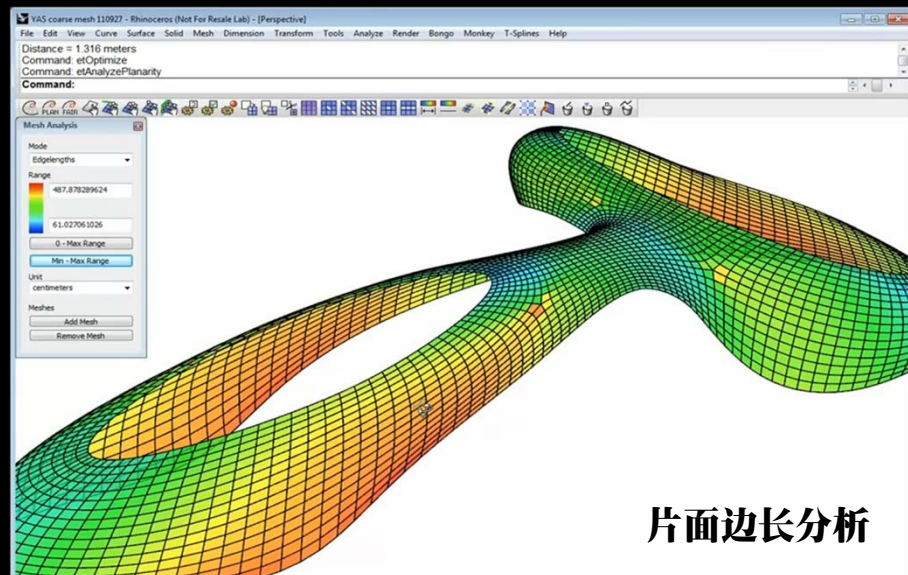 YAS coarse mesh 110927 - Rhinoceros (Not For Resale Lab) - [Perspective]
File Edit View Curve Surface Solid Mesh Dimension Transform Tools Analyze Render Bongo Monkey T-Splines Help
Distance = 1.316 meters
Command: etOptimize
Command: etAnalyzePlanarity
Command:
PLAN FAIR
Mesh Analysis
Mode
Edgelengths
Range
487.878289624
61.027061026
0 - Max Range
Min - Max Range
Unit
centimeters
Meshes
Add Mesh
Remove Mesh
片面边长分析